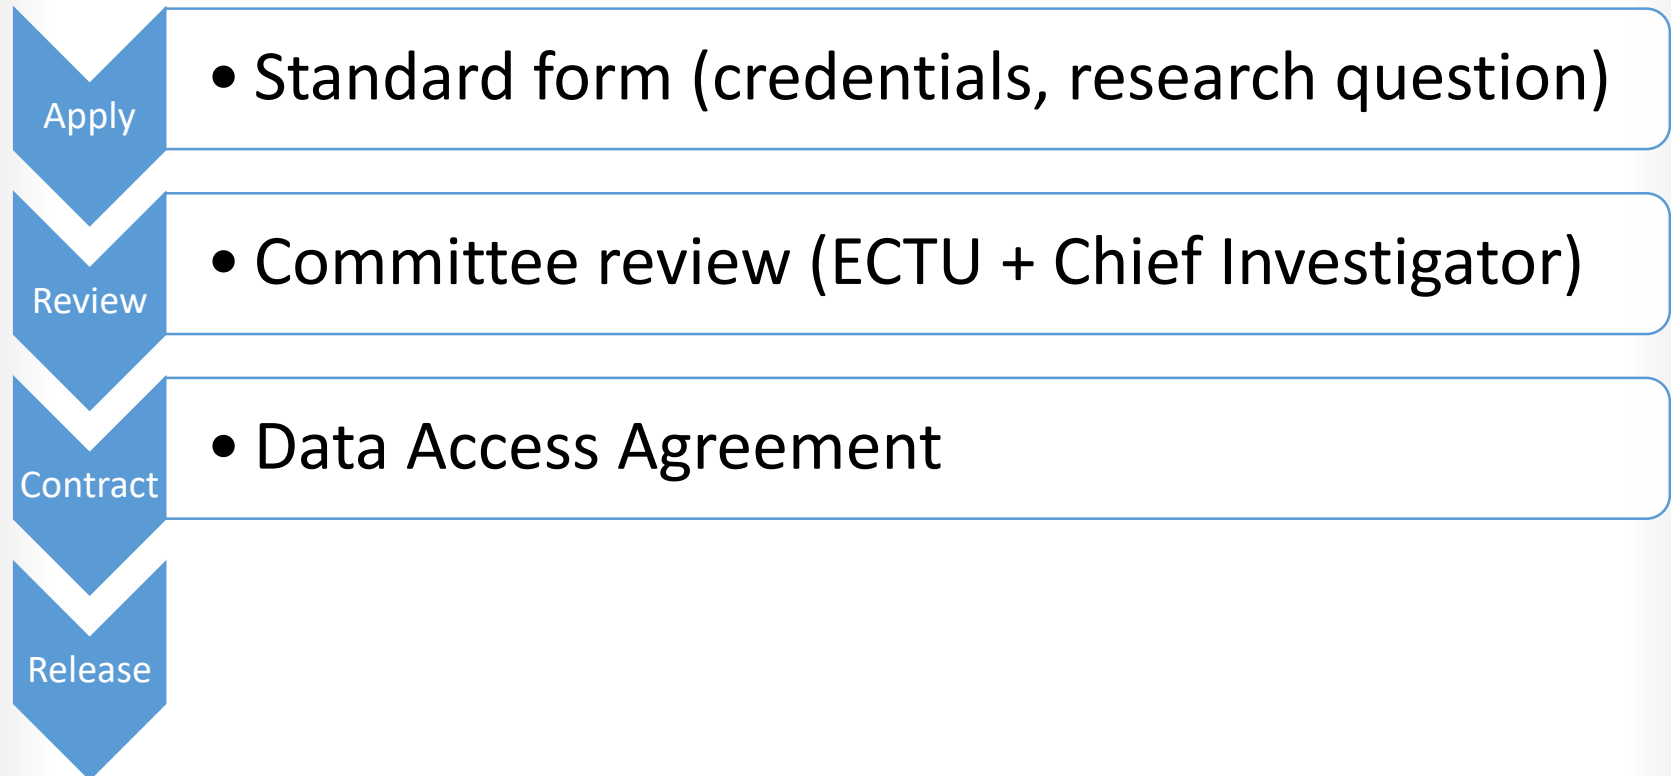 Apply
• Standard form (credentials, research question)
Review
• Committee review (ECTU + Chief Investigator)
Contract
• Data Access Agreement
Release